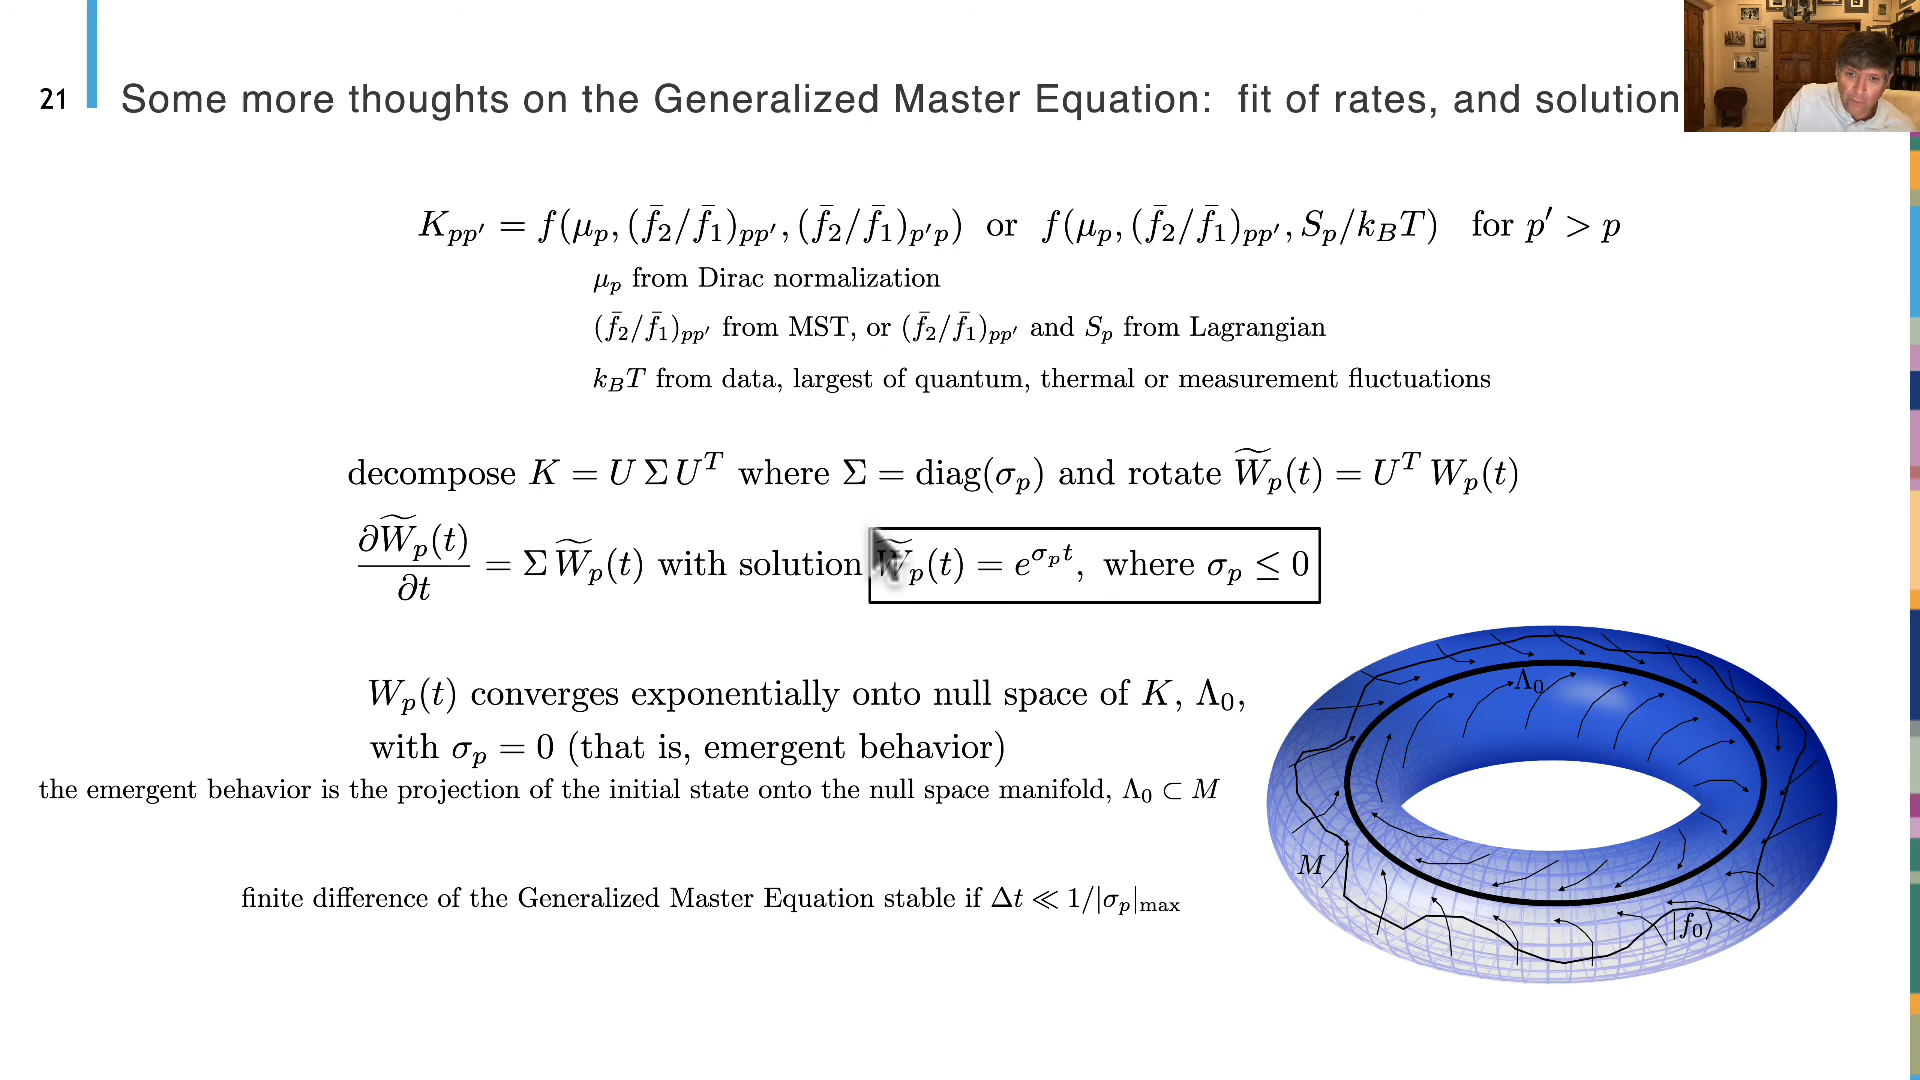 21
Some more thoughts on the Generalized Master Equation: fit of rates, and solution
K_{pp'} = f(μ_p, (f̄_2/f̄_1)_{pp'}, (f̄_2/f̄_1)_{p'p}) or f(μ_p, (f̄_2/f̄_1)_{pp'}, S_p/k_BT) for p' > p
μ_p from Dirac normalization
(f̄_2/f̄_1)_{pp'} from MST, or (f̄_2/f̄_1)_{pp'} and S_p from Lagrangian
k_BT from data, largest of quantum, thermal or measurement fluctuations
decompose K = U Σ U^T where Σ = diag(σ_p) and rotate W̃_p(t) = U^T W_p(t)
∂W̃_p(t)/∂t = Σ W̃_p(t) with solution W̃_p(t) = e^{σ_p t}, where σ_p ≤ 0
W_p(t) converges exponentially onto null space of K, Λ_0,
with σ_p = 0 (that is, emergent behavior)
the emergent behavior is the projection of the initial state onto the null space manifold, Λ_0 ⊂ M
finite difference of the Generalized Master Equation stable if Δt ≪ 1/|σ_p|_max
Λ_0
M
|f_0⟩